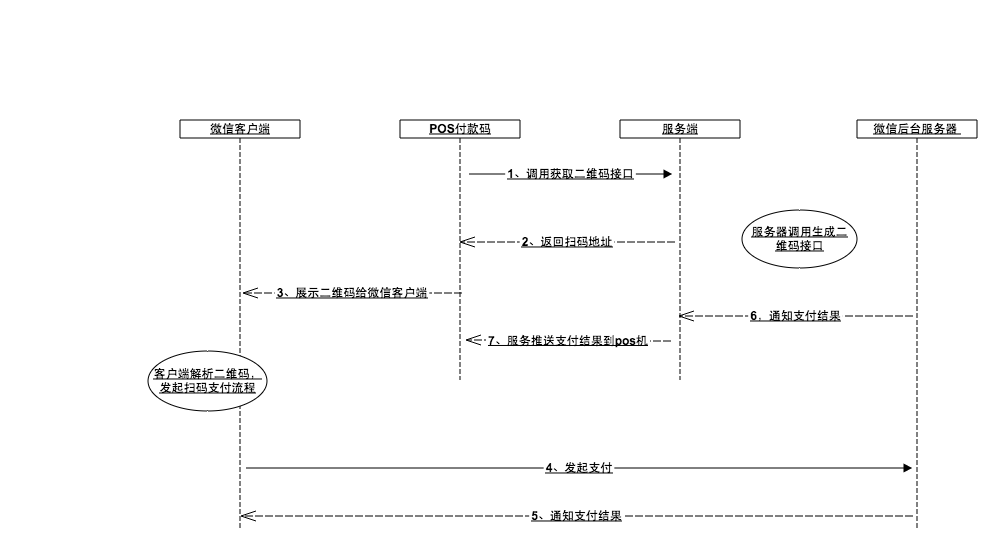 微信客户端
POS付款码
服务端
微信后台服务器
1、调用获取二维码接口
服务器调用生成二
维码接口
2、返回扫码地址
3、展示二维码给微信客户端
6、通知支付结果
7、服务推送支付结果到pos机
客户端解析二维码，
发起扫码支付流程
4、发起支付
5、通知支付结果